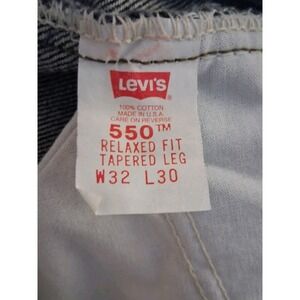 LEVI'S
100% COTTON
MADE IN U.S.A.
CARE ON REVERSE
550™
RELAXED FIT
TAPERED LEG
W32 L30